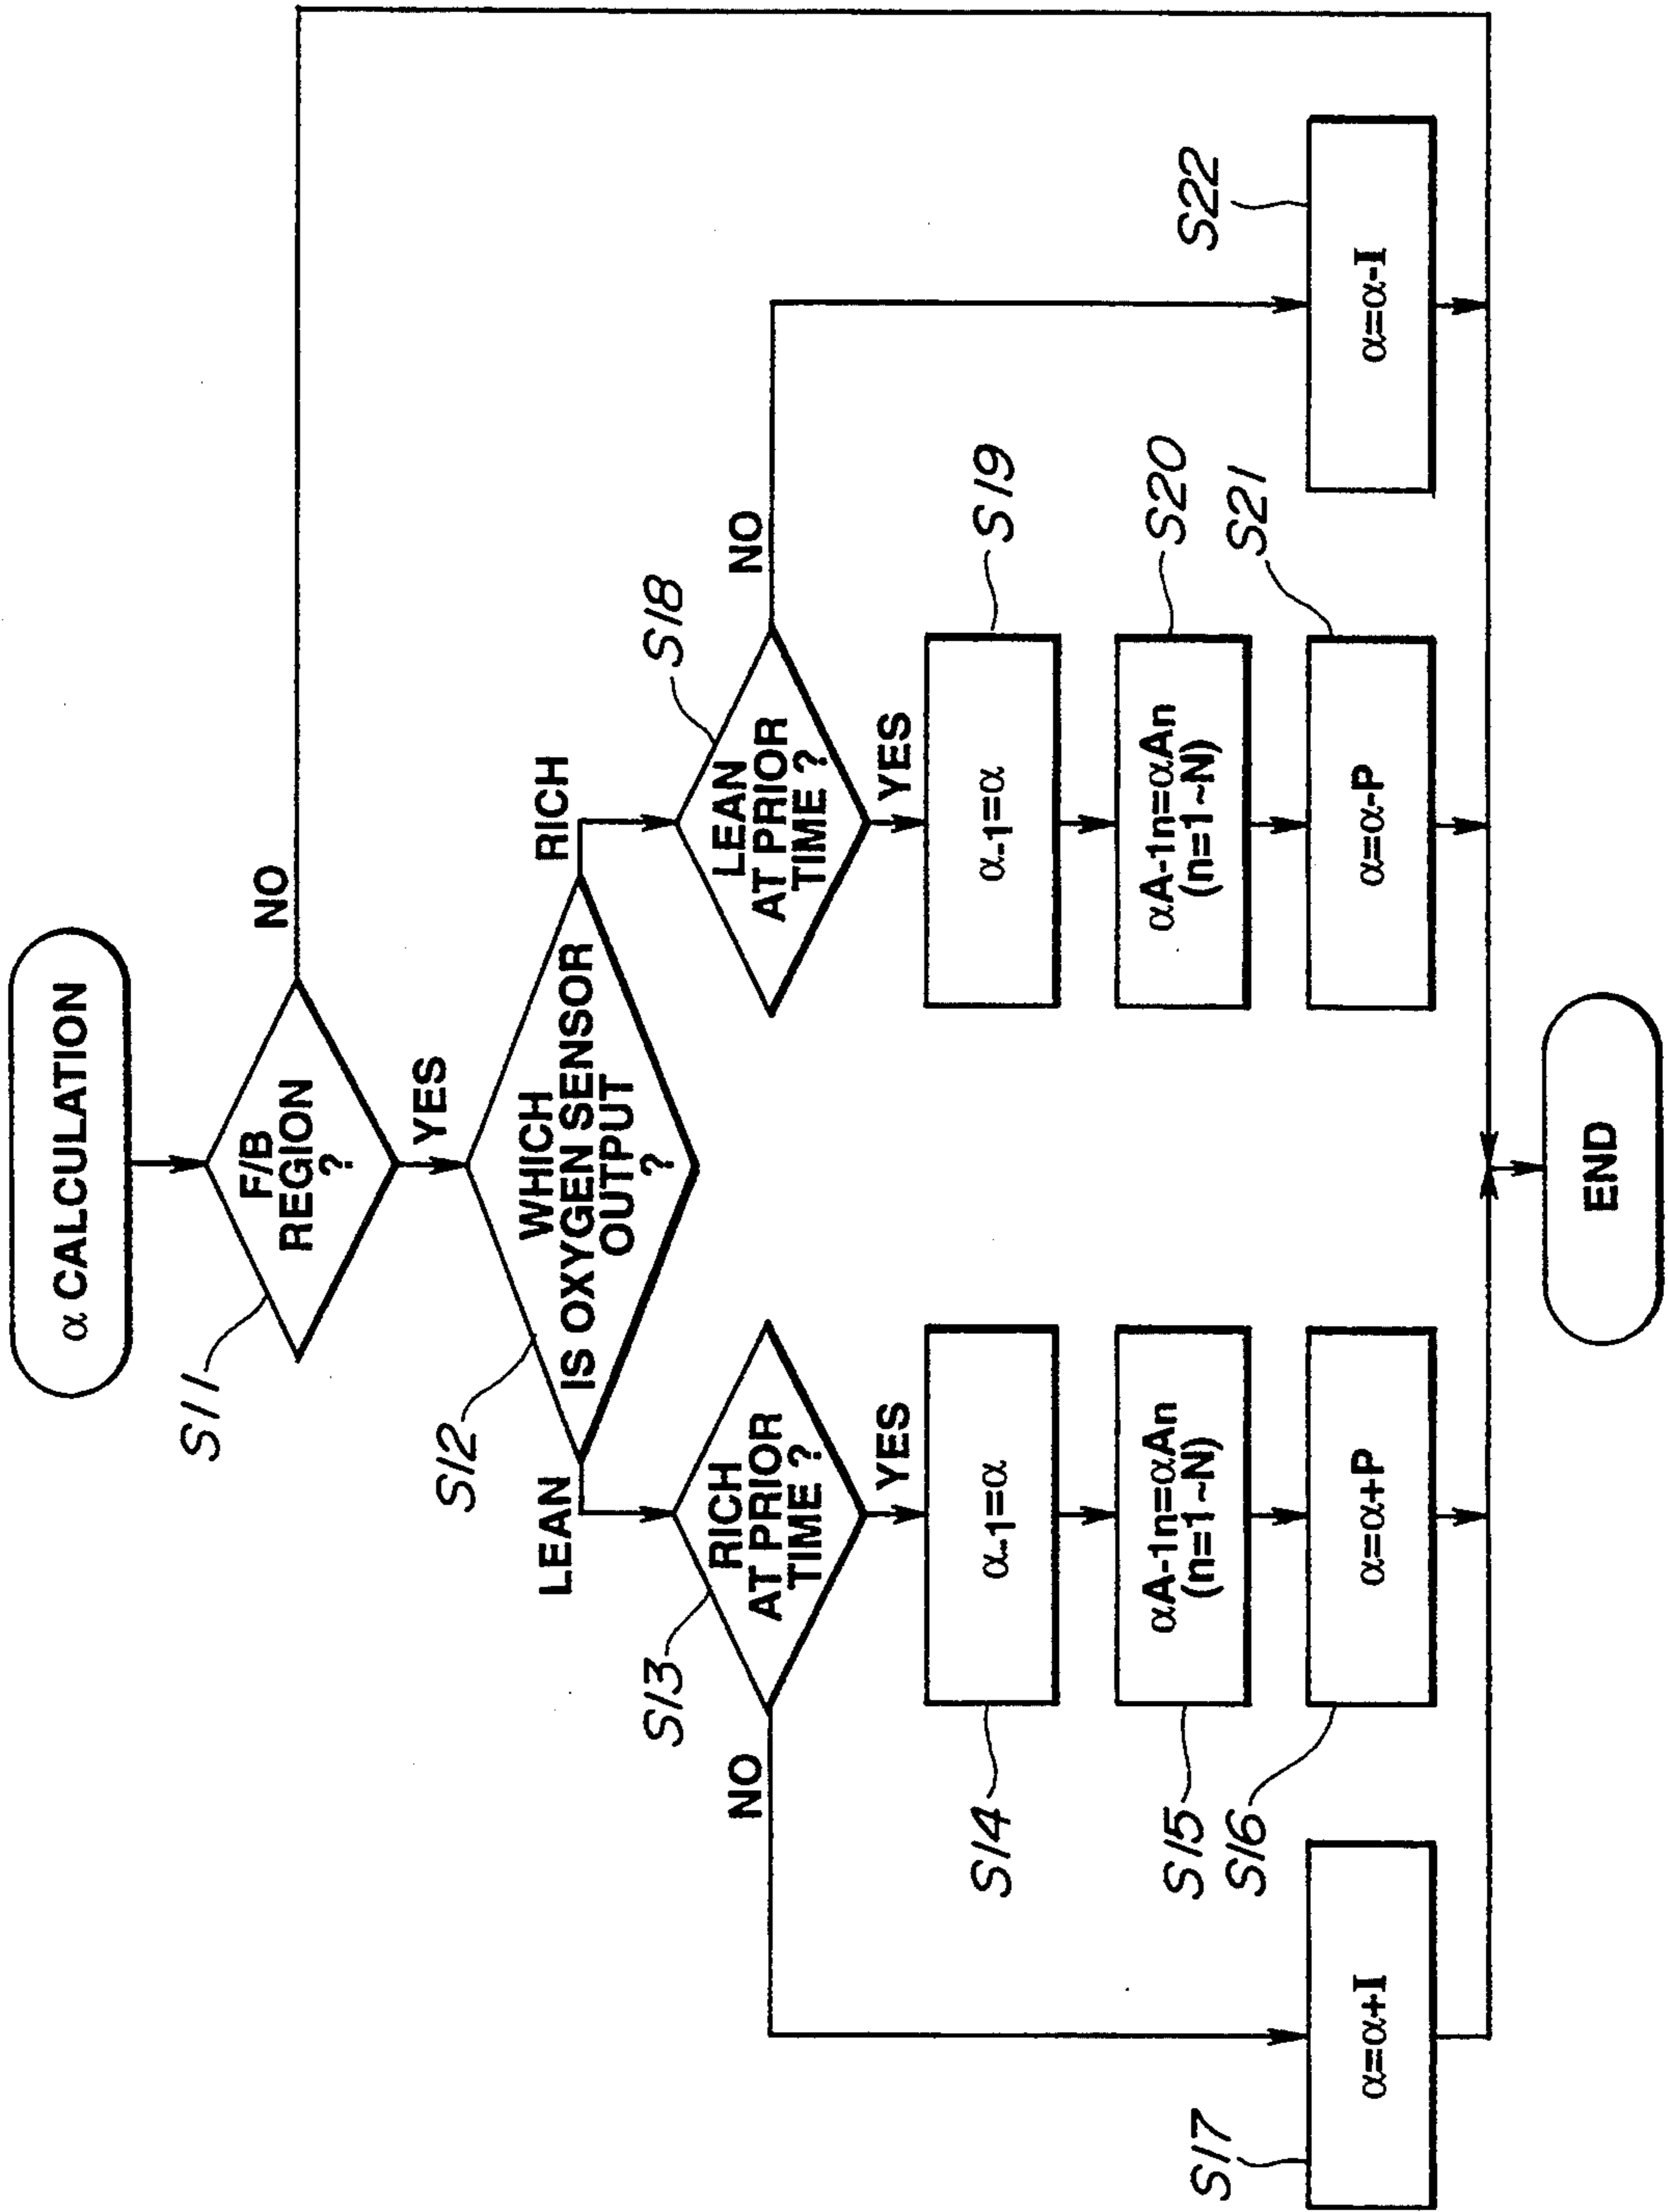 α CALCULATION
S11
F/B
REGION
?
NO
YES
S12
WHICH
IS OXYGEN SENSOR
OUTPUT
?
LEAN
RICH
S13
RICH
AT PRIOR
TIME ?
NO
YES
S18
LEAN
AT PRIOR
TIME ?
NO
YES
S14
α-1=α
α-1=α
S19
S15
αA-1n=αAn
(n=1~N)
αA-1n=αAn
(n=1~N)
S20
S17
α=α+I
S16
α=α+P
α=α-P
S21
α=α-I
S22
END